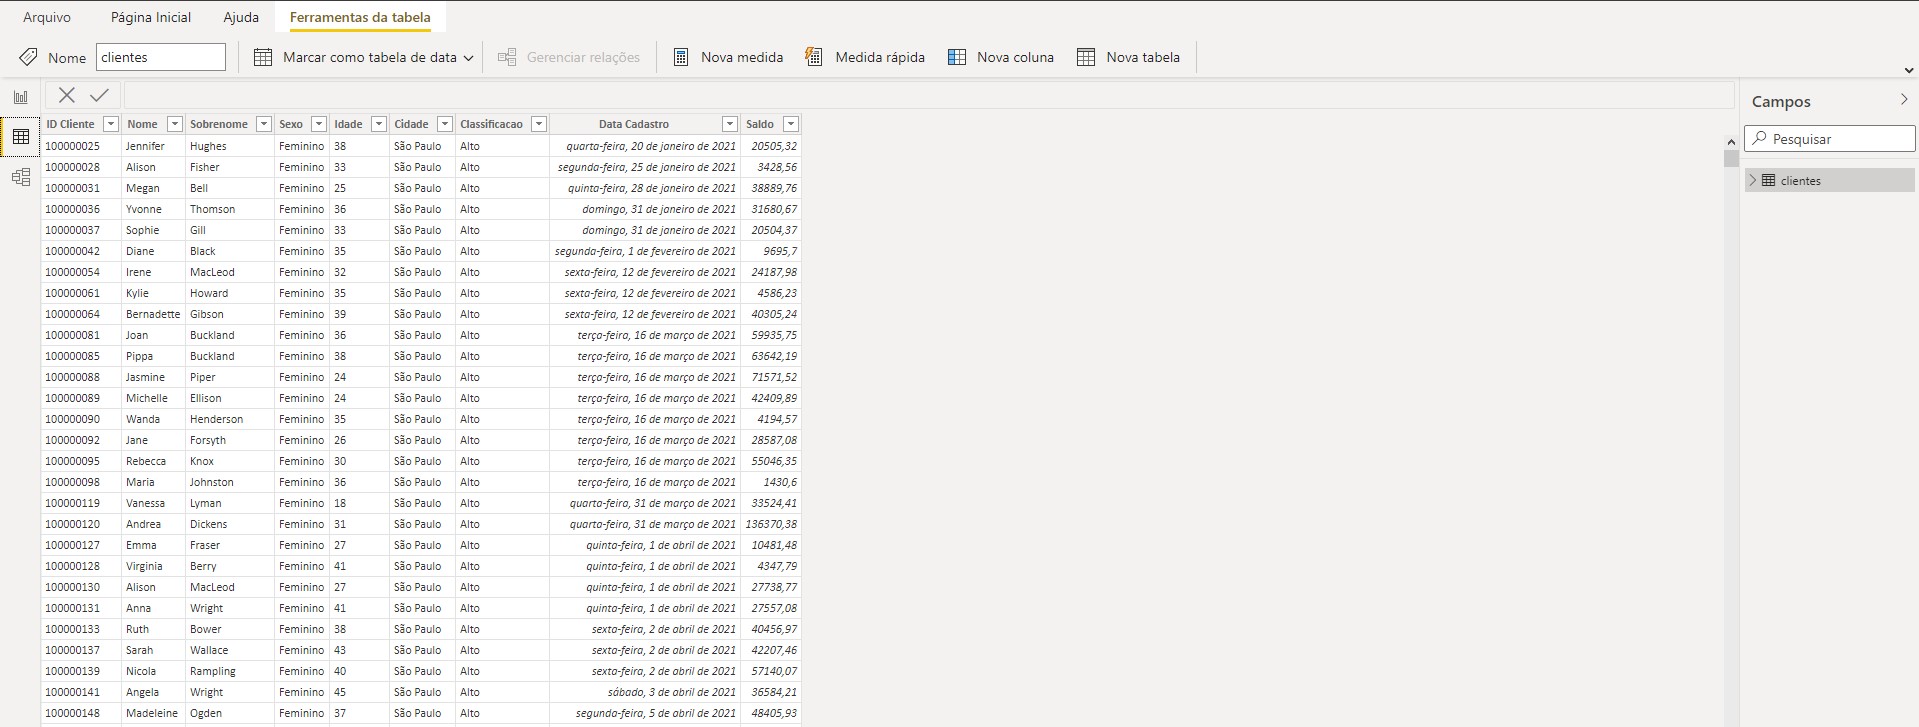 Arquivo Página Inicial Ajuda Ferramentas da tabela
Nome clientes Marcar como tabela de data Gerenciar relações Nova medida Medida rápida Nova coluna Nova tabela
Campos
Pesquisar
clientes
ID Cliente Nome Sobrenome Sexo Idade Cidade Classificacao Data Cadastro Saldo
100000025 Jennifer Hughes Feminino 38 São Paulo Alto quarta-feira, 20 de janeiro de 2021 20505,32
100000028 Alison Fisher Feminino 33 São Paulo Alto segunda-feira, 25 de janeiro de 2021 3428,56
100000031 Megan Bell Feminino 25 São Paulo Alto quinta-feira, 28 de janeiro de 2021 38889,76
100000036 Yvonne Thomson Feminino 36 São Paulo Alto domingo, 31 de janeiro de 2021 31680,67
100000037 Sophie Gill Feminino 33 São Paulo Alto domingo, 31 de janeiro de 2021 20504,37
100000042 Diane Black Feminino 35 São Paulo Alto segunda-feira, 1 de fevereiro de 2021 9695,7
100000054 Irene MacLeod Feminino 32 São Paulo Alto sexta-feira, 12 de fevereiro de 2021 24187,98
100000061 Kylie Howard Feminino 35 São Paulo Alto sexta-feira, 12 de fevereiro de 2021 4586,23
100000064 Bernadette Gibson Feminino 39 São Paulo Alto sexta-feira, 12 de fevereiro de 2021 40305,24
100000081 Joan Buckland Feminino 36 São Paulo Alto terça-feira, 16 de março de 2021 59935,75
100000085 Pippa Buckland Feminino 38 São Paulo Alto terça-feira, 16 de março de 2021 63642,19
100000088 Jasmine Piper Feminino 24 São Paulo Alto terça-feira, 16 de março de 2021 71571,52
100000089 Michelle Ellison Feminino 24 São Paulo Alto terça-feira, 16 de março de 2021 42409,89
100000090 Wanda Henderson Feminino 35 São Paulo Alto terça-feira, 16 de março de 2021 4194,57
100000092 Jane Forsyth Feminino 26 São Paulo Alto terça-feira, 16 de março de 2021 28587,08
100000095 Rebecca Knox Feminino 30 São Paulo Alto terça-feira, 16 de março de 2021 55046,35
100000098 Maria Johnston Feminino 36 São Paulo Alto terça-feira, 16 de março de 2021 1430,6
100000119 Vanessa Lyman Feminino 18 São Paulo Alto quarta-feira, 31 de março de 2021 33524,41
100000120 Andrea Dickens Feminino 31 São Paulo Alto quarta-feira, 31 de março de 2021 136370,38
100000127 Emma Fraser Feminino 27 São Paulo Alto quinta-feira, 1 de abril de 2021 10481,48
100000128 Virginia Berry Feminino 41 São Paulo Alto quinta-feira, 1 de abril de 2021 4347,79
100000130 Alison MacLeod Feminino 27 São Paulo Alto quinta-feira, 1 de abril de 2021 27738,77
100000131 Anna Wright Feminino 41 São Paulo Alto quinta-feira, 1 de abril de 2021 27557,08
100000133 Ruth Bower Feminino 38 São Paulo Alto sexta-feira, 2 de abril de 2021 40456,97
100000137 Sarah Wallace Feminino 43 São Paulo Alto sexta-feira, 2 de abril de 2021 42207,46
100000139 Nicola Rampling Feminino 40 São Paulo Alto sexta-feira, 2 de abril de 2021 57140,07
100000141 Angela Wright Feminino 45 São Paulo Alto sábado, 3 de abril de 2021 36584,21
100000148 Madeleine Ogden Feminino 37 São Paulo Alto segunda-feira, 5 de abril de 2021 48405,93